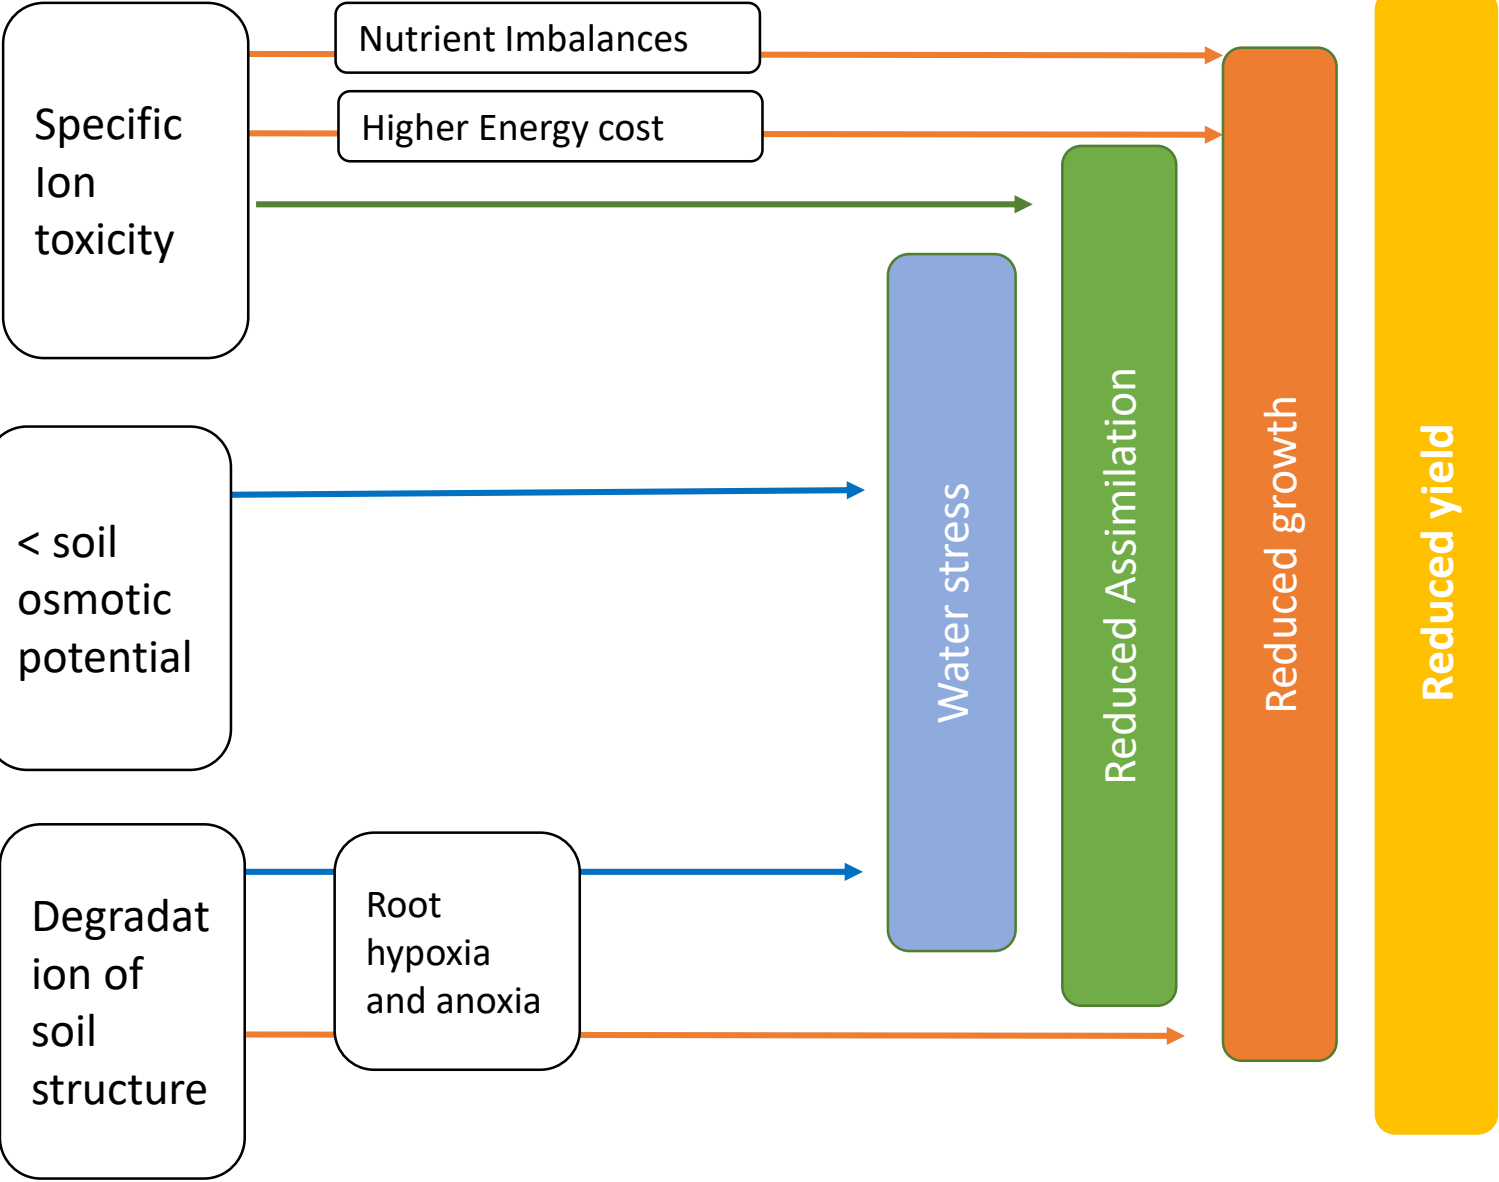 Nutrient Imbalances
Higher Energy cost
Specific
Ion
toxicity
< soil
osmotic
potential
Degradat
ion of
soil
structure
Root
hypoxia
and anoxia
Water stress
Reduced Assimilation
Reduced growth
Reduced yield